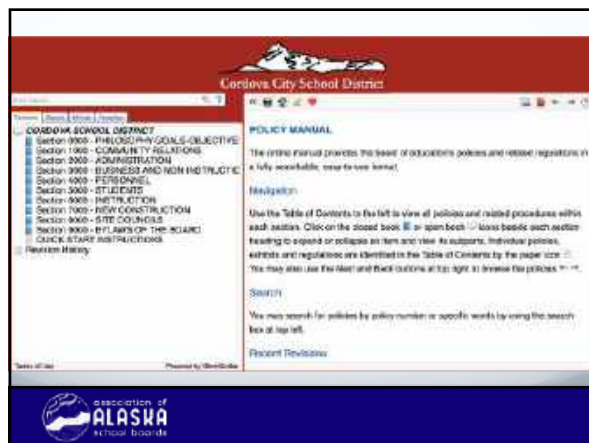 Cordova City School District
CORDOVA SCHOOL DISTRICT
Section 0000 - PHILOSOPHY-GOALS-OBJECTIVE
Section 1000 - COMMUNITY RELATIONS
Section 2000 - ADMINISTRATION
Section 3000 - BUSINESS AND NON INSTRUCTIC
Section 4000 - PERSONNEL
Section 5000 - STUDENTS
Section 6000 - INSTRUCTION
Section 7000 - NEW CONSTRUCTION
Section 8000 - SITE COUNCILS
Section 9000 - BYLAWS OF THE BOARD
QUICK START INSTRUCTIONS
Revision History
Terms of Use
POLICY MANUAL
The online manual provides the board of education's policies and related regulations in
a fully searchable, easy-to-use format.
Navigation
Use the Table of Contents to the left to view all policies and related procedures within
each section. Click on the closed book or open book icons beside each section
heading to expand or collapse an item and view its subparts. Individual policies,
exhibits and regulations are identified in the Table of Contents by the paper icon
You may also use the Next and Back buttons at top right to browse the policies
Search
You may search for policies by policy number or specific words by using the search
box at top left.
Recent Revisions
association of
ALASKA
school boards